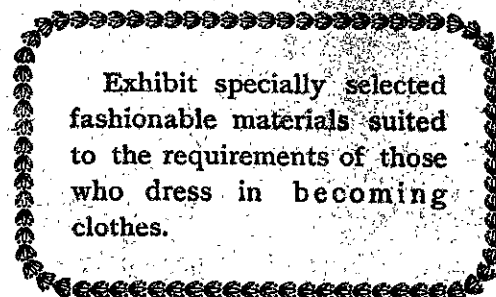 Exhibit specially selected
fashionable materials suited
to the requirements of those
who dress in becoming
clothes.